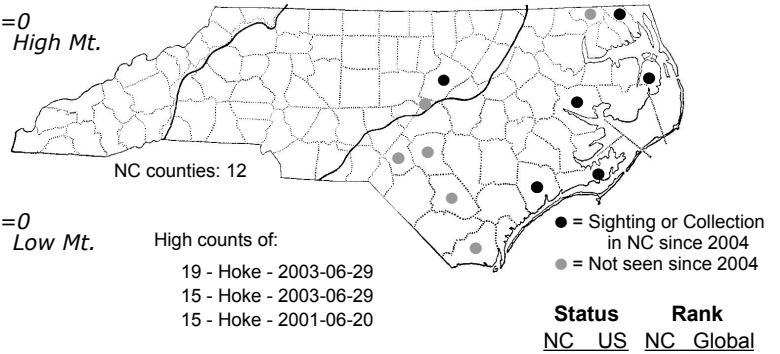 =0
High Mt.
NC counties: 12
=0
Low Mt.
High counts of:
19 - Hoke - 2003-06-29
15 - Hoke - 2003-06-29
15 - Hoke - 2001-06-20
= Sighting or Collection
in NC since 2004
= Not seen since 2004
Status Rank
NC US NC Global